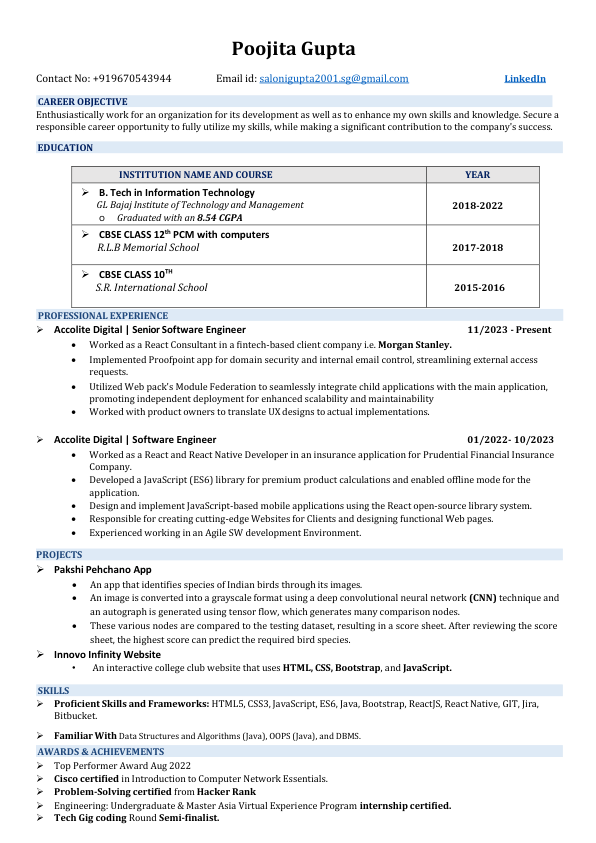 Poojita Gupta
Contact No: +919670543944 Email id: salonigupta2001.sg@gmail.com LinkedIn
CAREER OBJECTIVE
Enthusiastically work for an organization for its development as well as to enhance my own skills and knowledge. Secure a
responsible career opportunity to fully utilize my skills, while making a significant contribution to the company's success.
EDUCATION
INSTITUTION NAME AND COURSE YEAR
➢ B. Tech in Information Technology
GL Bajaj Institute of Technology and Management 2018-2022
o Graduated with an 8.54 CGPA
➢ CBSE CLASS 12th PCM with computers
R.L.B Memorial School 2017-2018
➢ CBSE CLASS 10TH
S.R. International School 2015-2016
PROFESSIONAL EXPERIENCE
➢ Accolite Digital | Senior Software Engineer 11/2023 - Present
• Worked as a React Consultant in a fintech-based client company i.e. Morgan Stanley.
• Implemented Proofpoint app for domain security and internal email control, streamlining external access
requests.
• Utilized Web pack's Module Federation to seamlessly integrate child applications with the main application,
promoting independent deployment for enhanced scalability and maintainability
• Worked with product owners to translate UX designs to actual implementations.
➢ Accolite Digital | Software Engineer 01/2022- 10/2023
• Worked as a React and React Native Developer in an insurance application for Prudential Financial Insurance
Company.
• Developed a JavaScript (ES6) library for premium product calculations and enabled offline mode for the
application.
• Design and implement JavaScript-based mobile applications using the React open-source library system.
• Responsible for creating cutting-edge Websites for Clients and designing functional Web pages.
• Experienced working in an Agile SW development Environment.
PROJECTS
➢ Pakshi Pehchano App
• An app that identifies species of Indian birds through its images.
• An image is converted into a grayscale format using a deep convolutional neural network (CNN) technique and
an autograph is generated using tensor flow, which generates many comparison nodes.
• These various nodes are compared to the testing dataset, resulting in a score sheet. After reviewing the score
sheet, the highest score can predict the required bird species.
➢ Innovo Infinity Website
• An interactive college club website that uses HTML, CSS, Bootstrap, and JavaScript.
SKILLS
➢ Proficient Skills and Frameworks: HTML5, CSS3, JavaScript, ES6, Java, Bootstrap, ReactJS, React Native, GIT, Jira,
Bitbucket.
➢ Familiar With Data Structures and Algorithms (Java), OOPS (Java), and DBMS.
AWARDS & ACHIEVEMENTS
➢ Top Performer Award Aug 2022
➢ Cisco certified in Introduction to Computer Network Essentials.
➢ Problem-Solving certified from Hacker Rank
➢ Engineering: Undergraduate & Master Asia Virtual Experience Program internship certified.
➢ Tech Gig coding Round Semi-finalist.